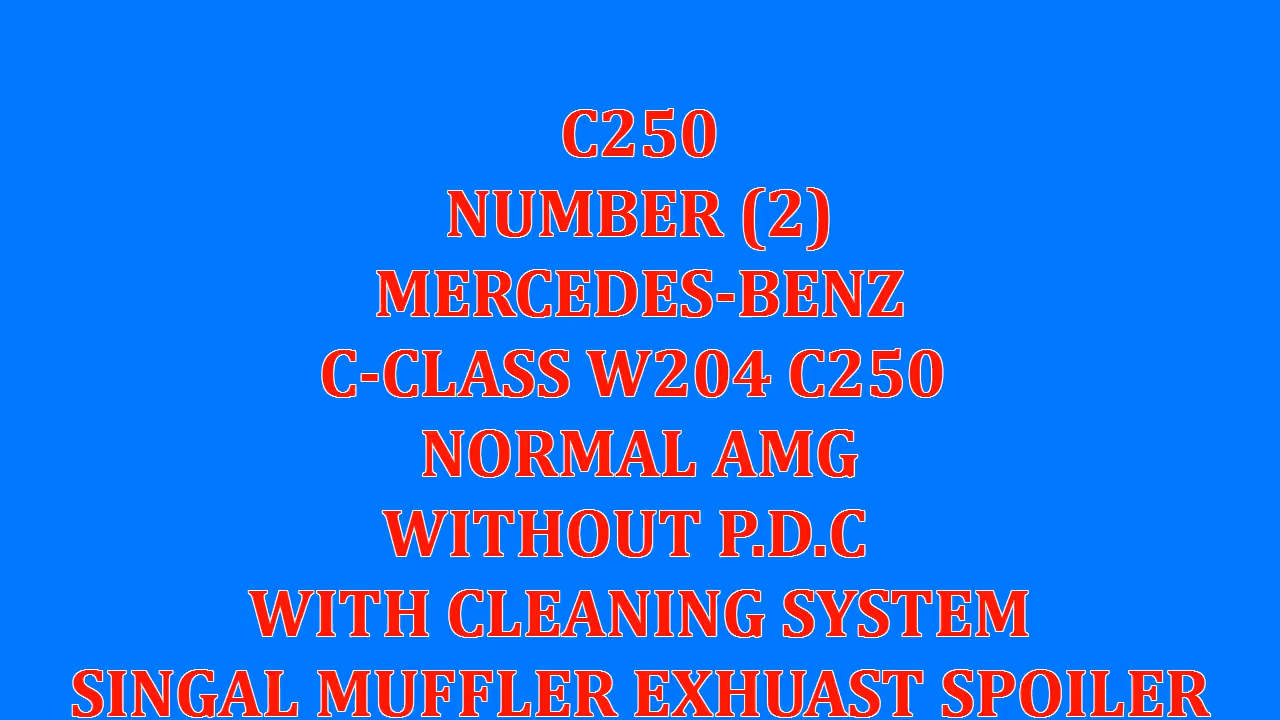 C250
NUMBER (2)
MERCEDES-BENZ
C-CLASS W204 C250
NORMAL AMG
WITHOUT P.D.C
WITH CLEANING SYSTEM
SINGAL MUFFLER EXHUAST SPOILER